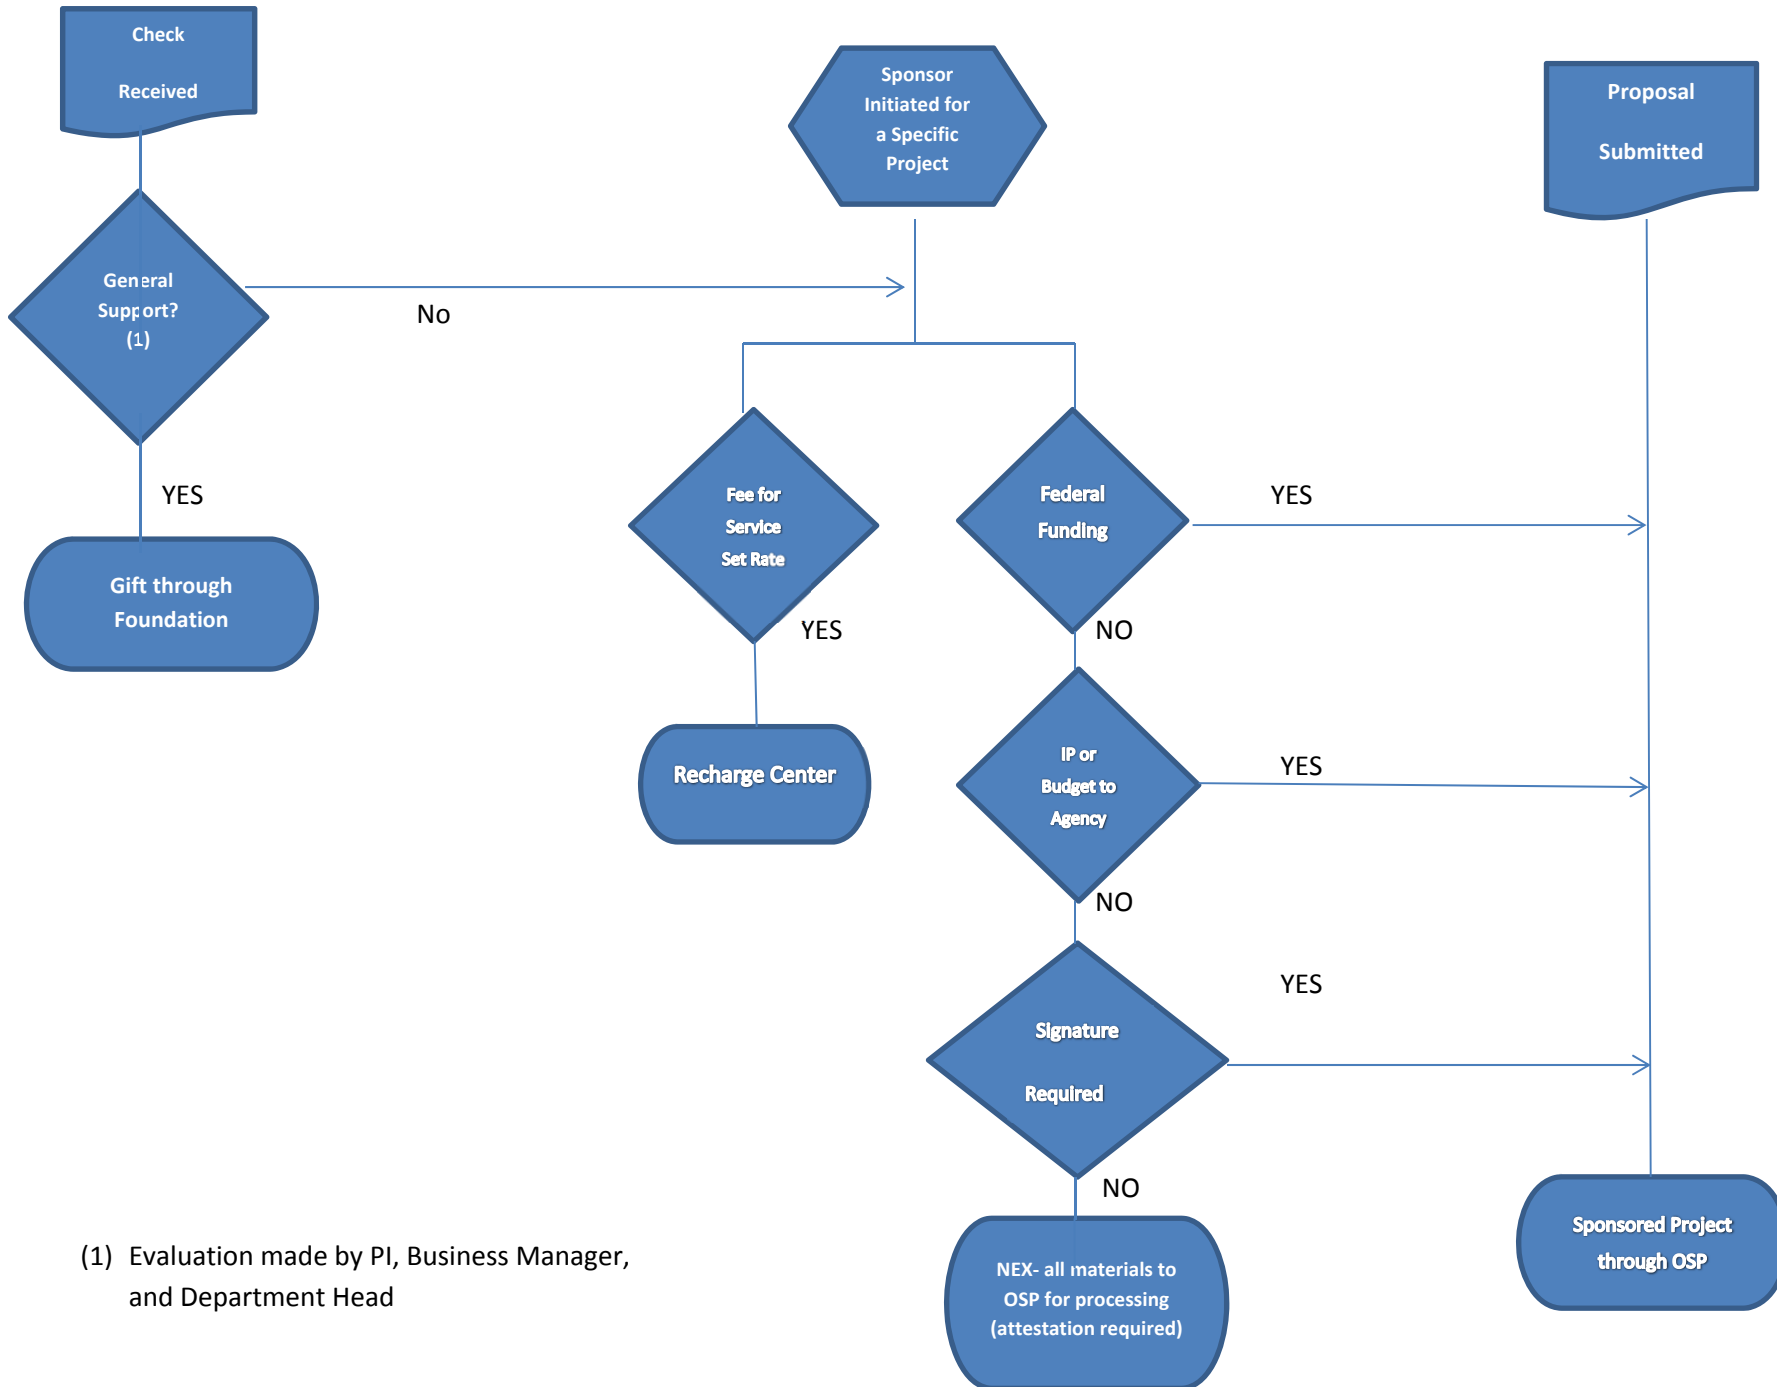 Check
Received
Sponsor
Initiated for
a Specific
Project
Proposal
Submitted
General
Support?
(1)
No
YES
Gift through
Foundation
Fee for
Service
Set Rate
YES
Recharge Center
Federal
Funding
YES
NO
IP or
Budget to
Agency
YES
NO
Signature
Required
YES
NO
NEX- all materials to
OSP for processing
(attestation required)
Sponsored Project
through OSP
(1) Evaluation made by PI, Business Manager,
and Department Head